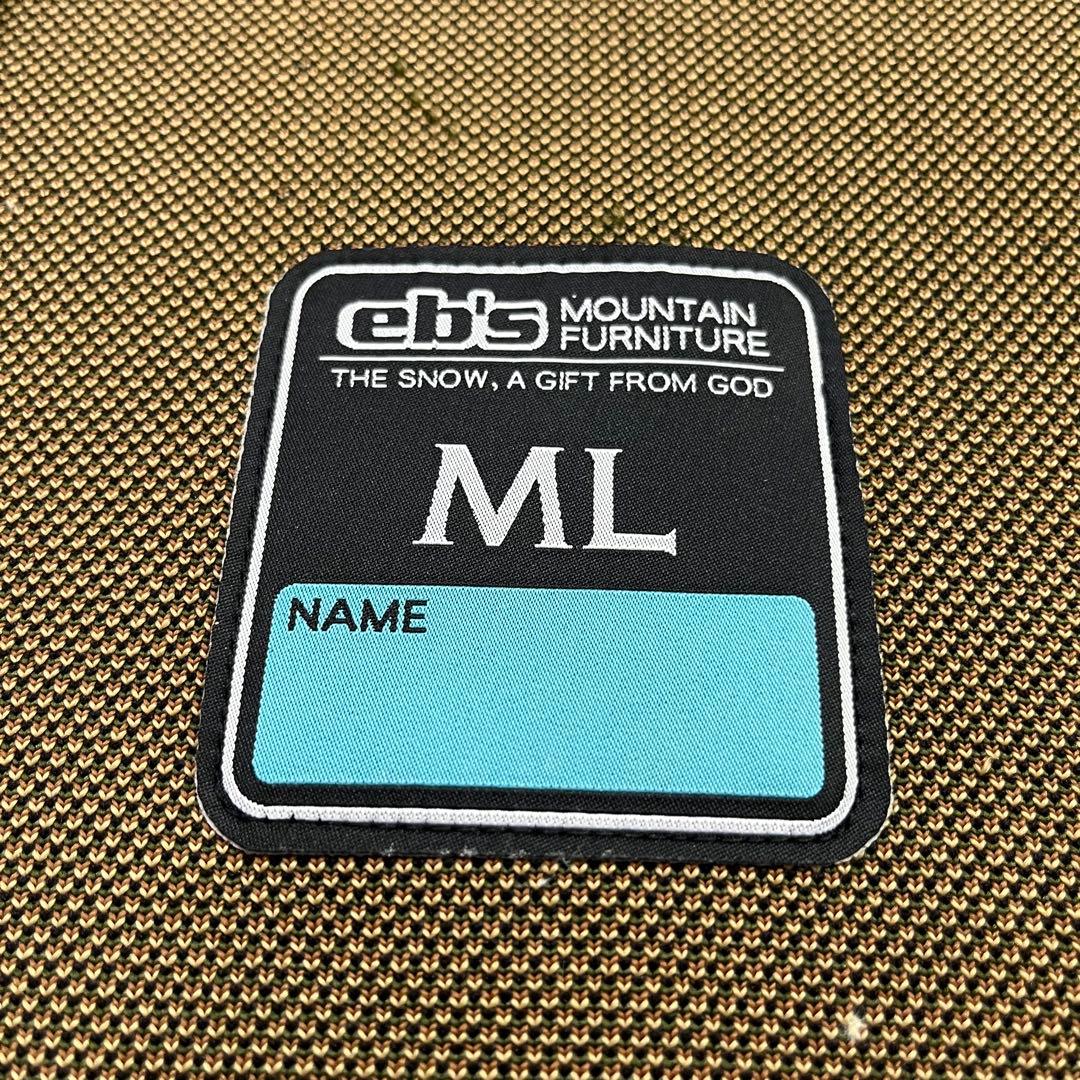 eb's MOUNTAIN
FURNITURE
THE SNOW, A GIFT FROM GOD
ML
NAME